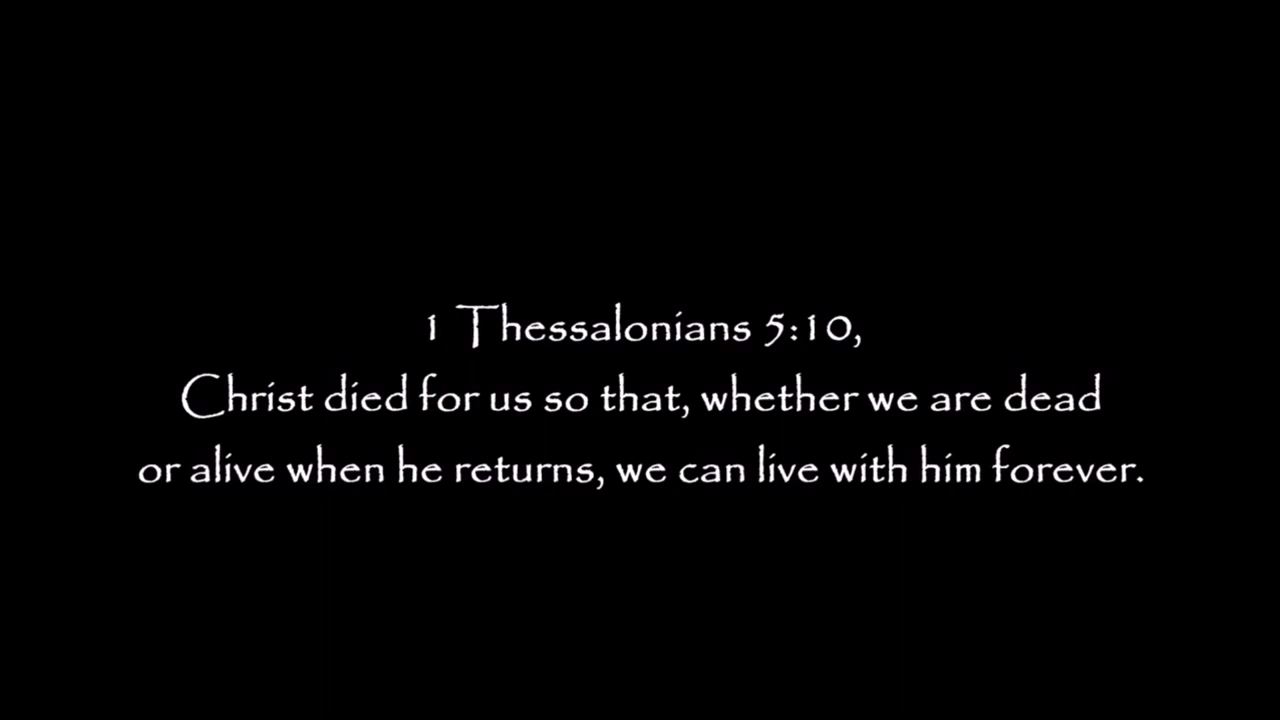 1 Thessalonians 5:10,
Christ died for us so that, whether we are dead
or alive when he returns, we can live with him forever.